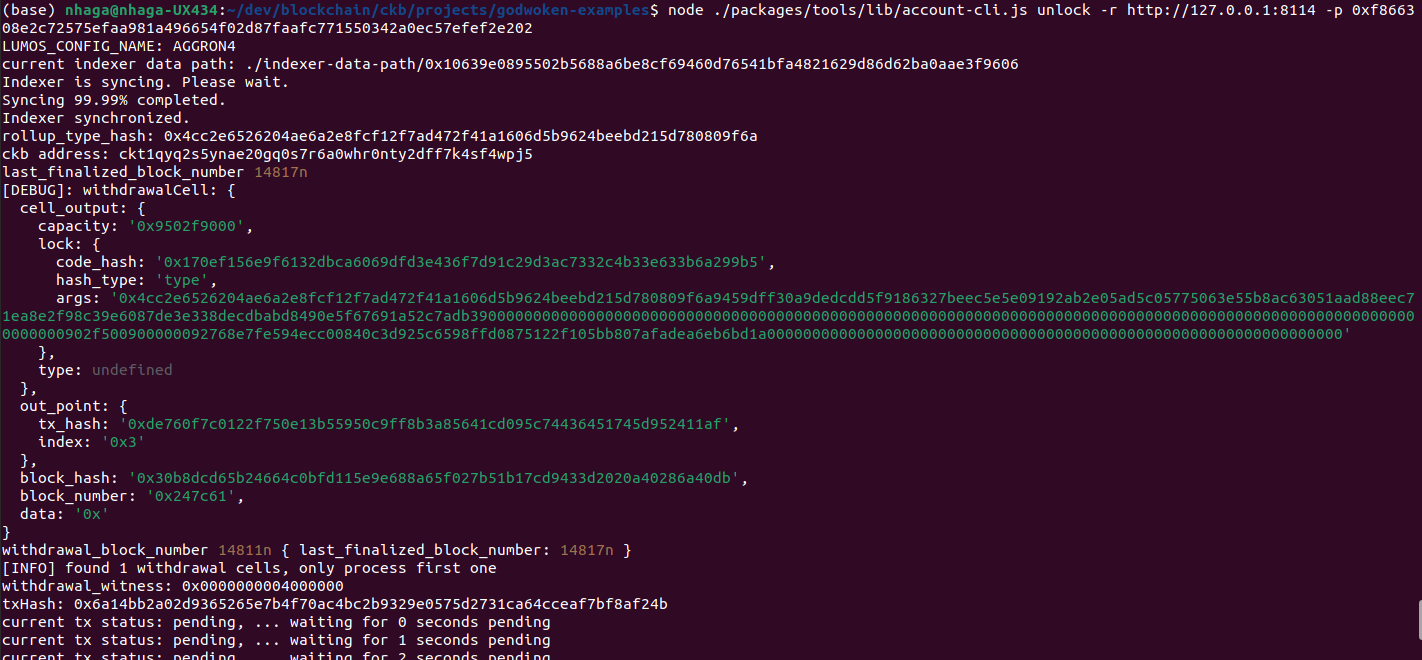 (base) nhaga@nhaga-UX434:~/dev/blockchain/ckb/projects/godwoken-examples$ node ./packages/tools/lib/account-cli.js unlock -r http://127.0.0.1:8114 -p 0xf8663
08e2c72575efaa981a496654f02d87faafc771550342a0ec57efef2e202
LUMOS_CONFIG_NAME: AGGRON4
current indexer data path: ./indexer-data-path/0x10639e0895502b5688a6be8cf69460d76541bfa4821629d86d62ba0aae3f9606
Indexer is syncing. Please wait.
Syncing 99.99% completed.
Indexer synchronized.
rollup_type_hash: 0x4cc2e6526204ae6a2e8fcf12f7ad472f41a1606d5b9624beebd215d780809f6a
ckb address: ckt1qyq2s5ynae20gq0s7r6a0whr0nty2dff7k4sf4wpj5
last_finalized_block_number 14817n
[DEBUG]: withdrawalCell: {
  cell_output: {
    capacity: '0x9502f9000',
    lock: {
      code_hash: '0x170ef156e9f6132dbca6069dfd3e436f7d91c29d3ac7332c4b33e633b6a299b5',
      hash_type: 'type',
      args: '0x4cc2e6526204ae6a2e8fcf12f7ad472f41a1606d5b9624beebd215d780809f6a9459dff30a9dedcdd5f9186327beec5e5e09192ab2e05ad5c05775063e55b8ac63051aad88eec7
1ea8e2f98c39e6087de3e338decdbabd8490e5f67691a52c7adb39000000000000000000000000000000000000000000000000000000000000000000000000000000000000000000000000000000
0000000902f500900000092768e7fe594ecc00840c3d925c6598ffd0875122f105bb807afadea6eb6bd1a0000000000000000000000000000000000000000000000000000000000000000'
    },
    type: undefined
  },
  out_point: {
    tx_hash: '0xde760f7c0122f750e13b55950c9ff8b3a85641cd095c74436451745d952411af',
    index: '0x3'
  },
  block_hash: '0x30b8dcd65b24664c0bfd115e9e688a65f027b51b17cd9433d2020a40286a40db',
  block_number: '0x247c61',
  data: '0x'
}
withdrawal_block_number 14811n { last_finalized_block_number: 14817n }
[INFO] found 1 withdrawal cells, only process first one
withdrawal_witness: 0x0000000004000000
txHash: 0x6a14bb2a02d9365265e7b4f70ac4bc2b9329e0575d2731ca64cceaf7bf8af24b
current tx status: pending, ... waiting for 0 seconds pending
current tx status: pending, ... waiting for 1 seconds pending
current tx status: pending, ... waiting for 2 seconds pending